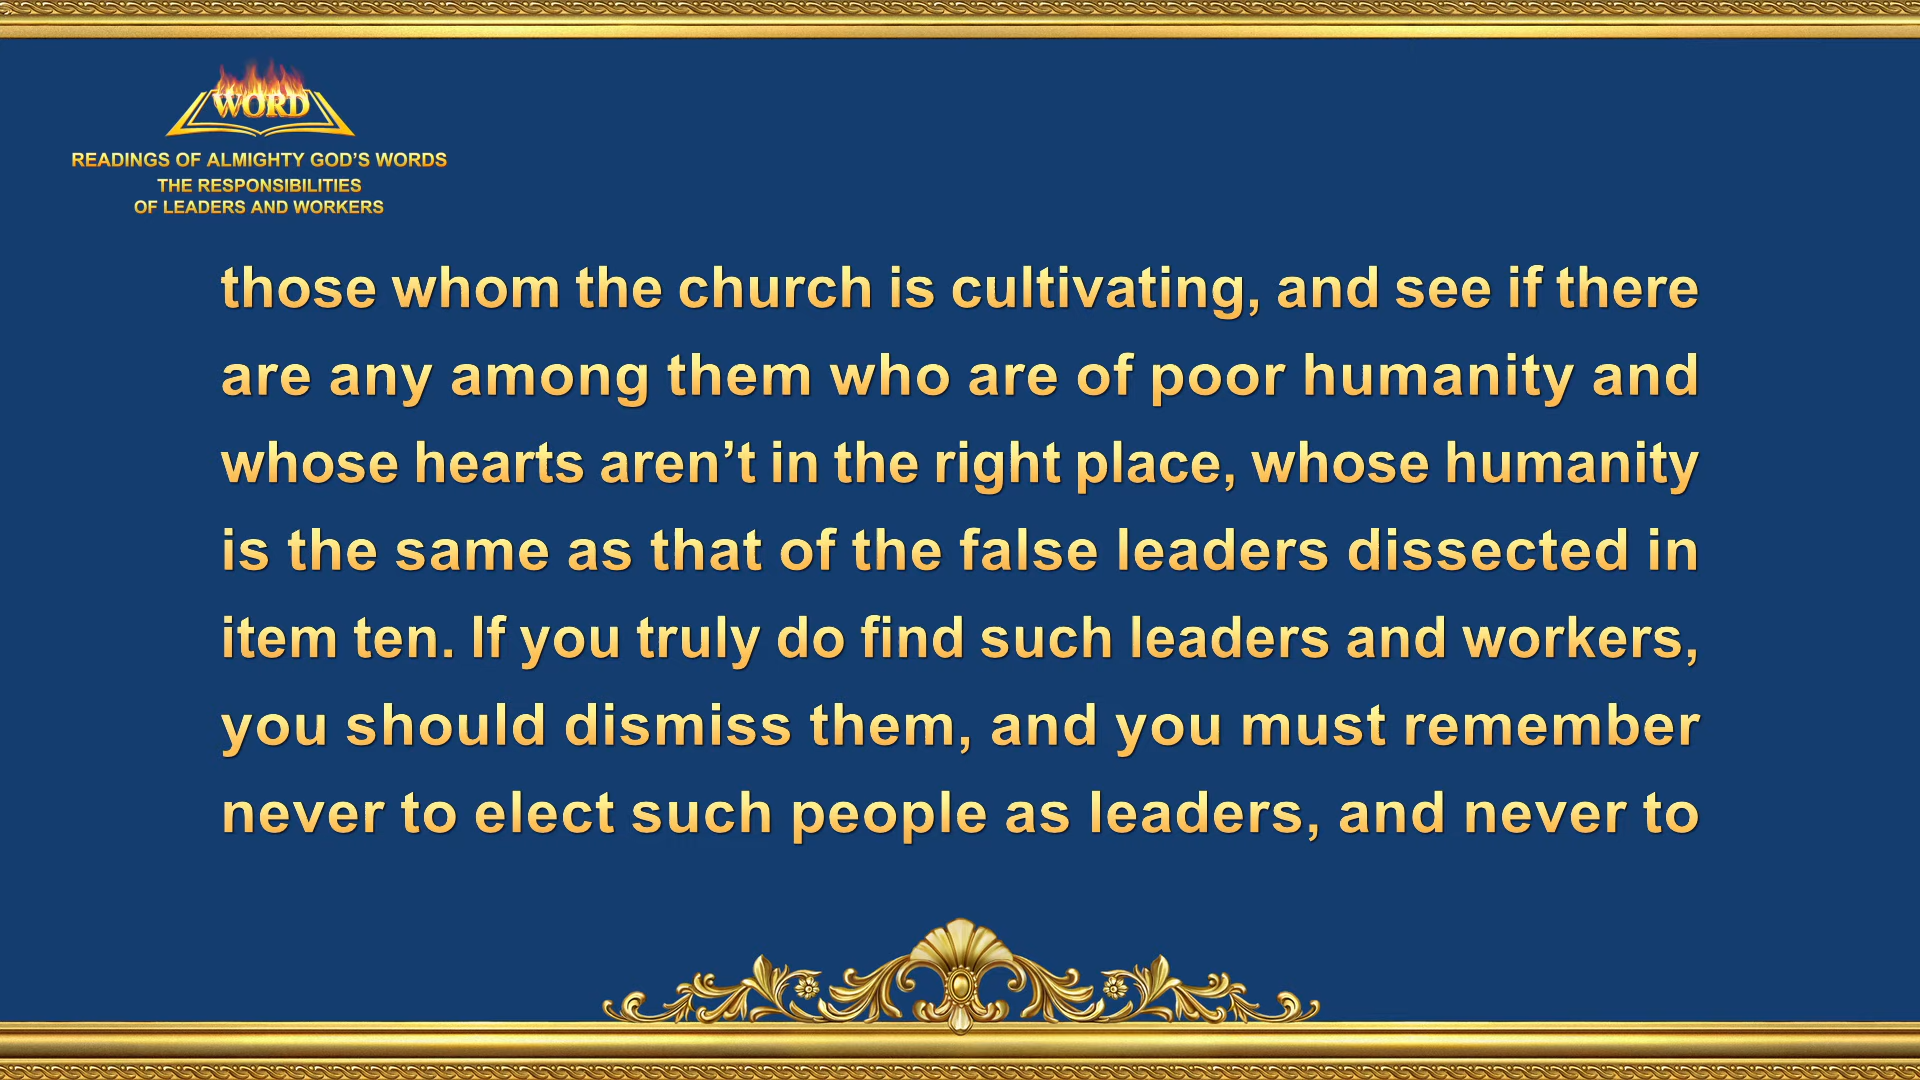 WORD
READINGS OF ALMIGHTY GOD’S WORDS
THE RESPONSIBILITIES
OF LEADERS AND WORKERS
those whom the church is cultivating, and see if there
are any among them who are of poor humanity and
whose hearts aren’t in the right place, whose humanity
is the same as that of the false leaders dissected in
item ten. If you truly do find such leaders and workers,
you should dismiss them, and you must remember
never to elect such people as leaders, and never to